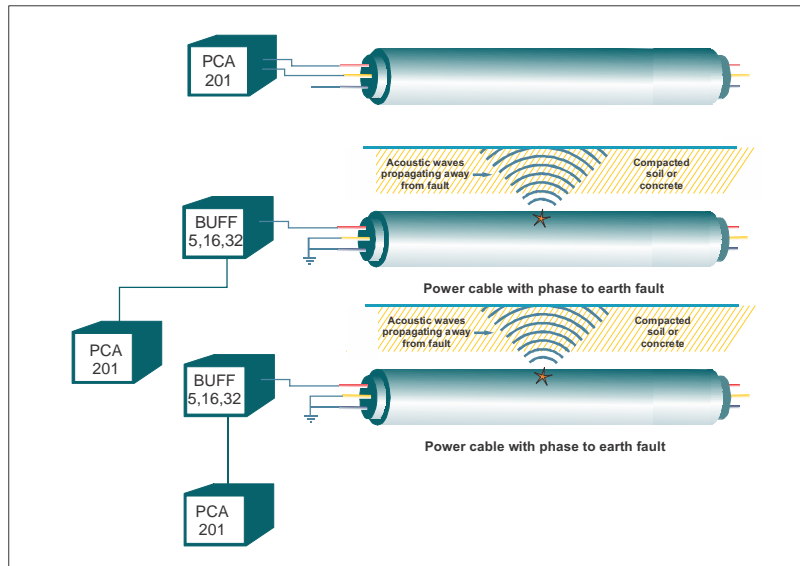 PCA
201
Acoustic waves
propagating away
from fault
Compacted
soil or
concrete
BUFF
5,16,32
Power cable with phase to earth fault
PCA
201
Acoustic waves
propagating away
from fault
Compacted
soil or
concrete
BUFF
5,16,32
Power cable with phase to earth fault
PCA
201